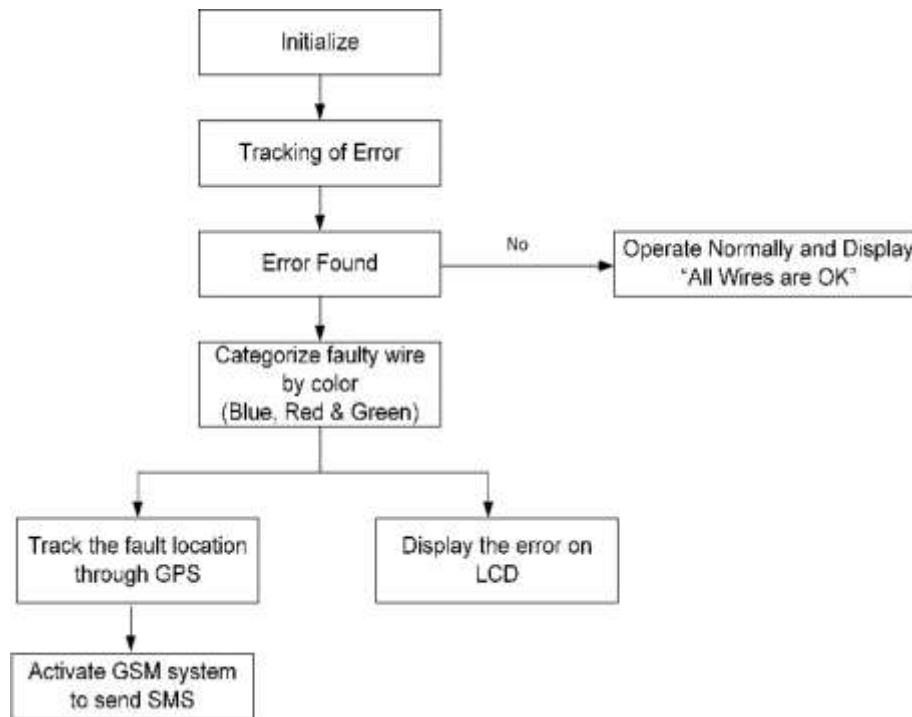 Initialize
Tracking of Error
Error Found
No
Operate Normally and Display
“All Wires are OK”
Categorize faulty wire
by color
(Blue, Red & Green)
Track the fault location
through GPS
Display the error on
LCD
Activate GSM system
to send SMS